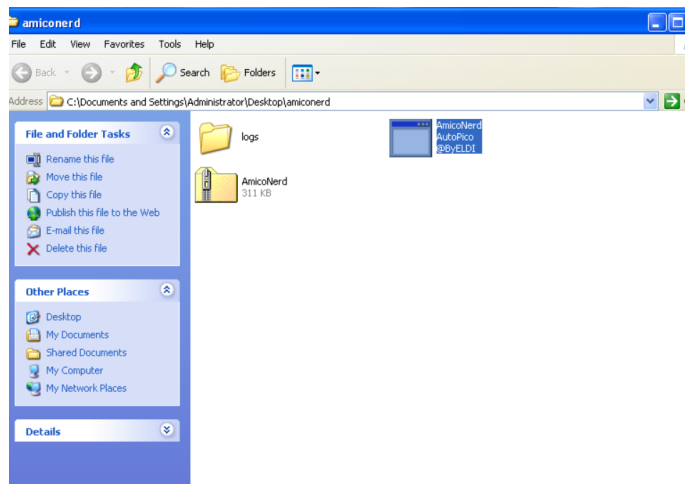 amiconerd
File Edit View Favorites Tools Help
Back Search Folders
Address C:\Documents and Settings\Administrator\Desktop\amiconerd
File and Folder Tasks
Rename this file
Move this file
Copy this file
Publish this file to the Web
E-mail this file
Delete this file
Other Places
Desktop
My Documents
Shared Documents
My Computer
My Network Places
Details
logs
AmicoNerd
AutoPico
@ByELDI
AmicoNerd
311 KB